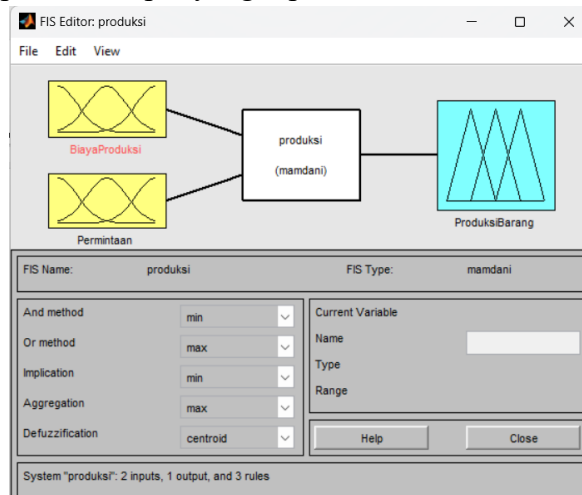 FIS Editor: produksi
File Edit View
BiayaProduksi
Permintaan
produksi
(mamdani)
ProduksiBarang
FIS Name: produksi FIS Type: mamdani
And method min
Or method max
Implication min
Aggregation max
Defuzzification centroid
Current Variable
Name
Type
Range
Help Close
System "produksi": 2 inputs, 1 output, and 3 rules